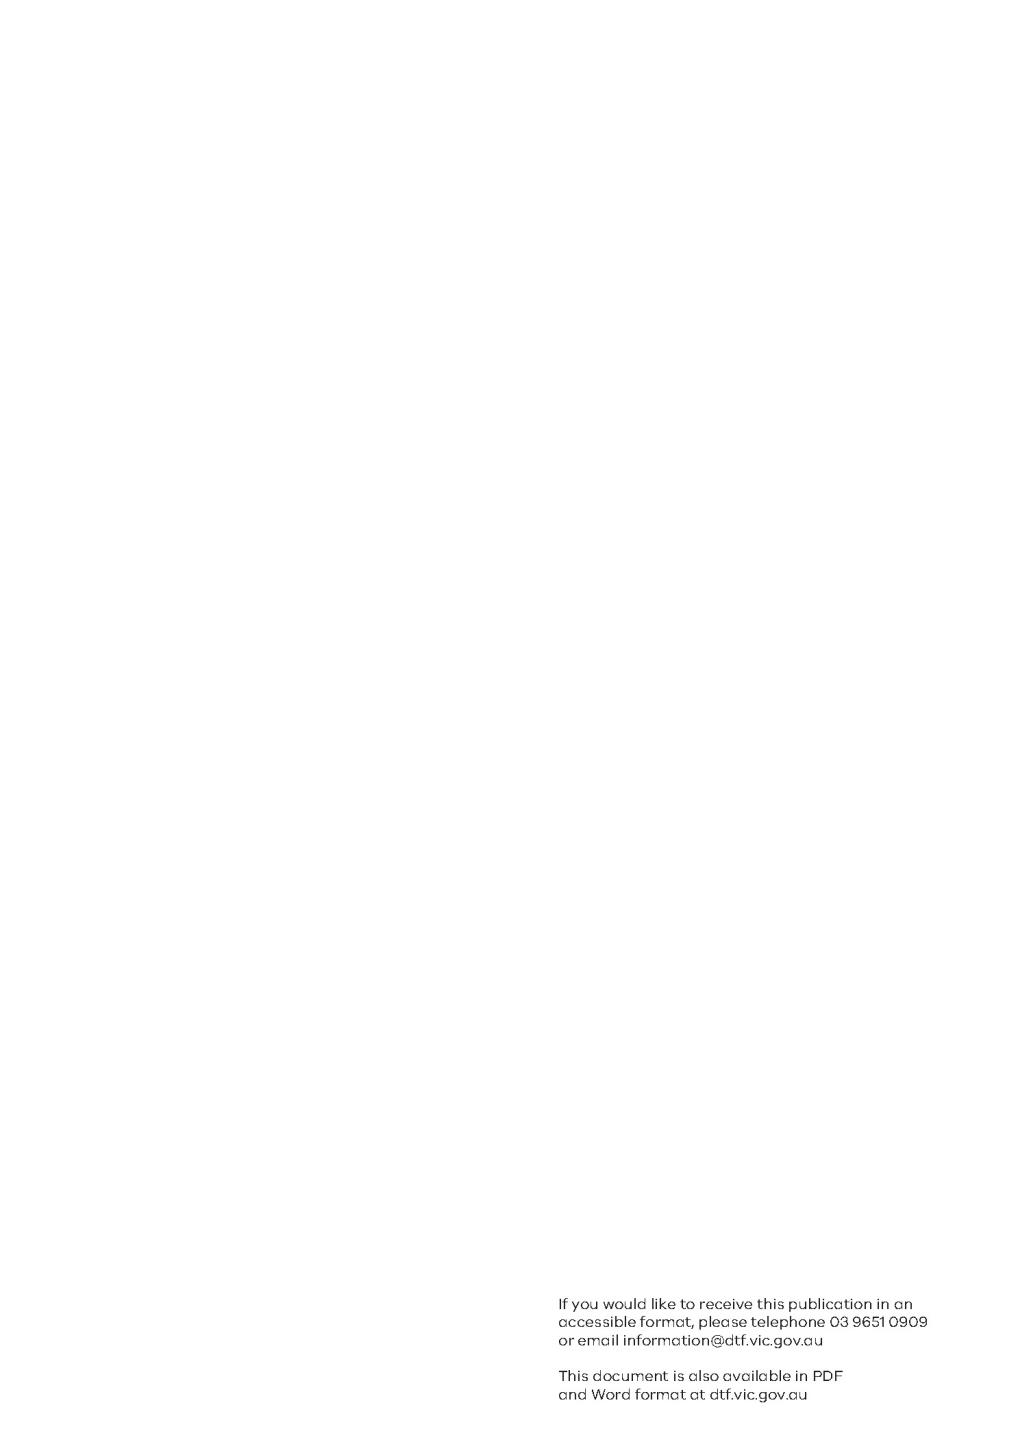 If you would like to receive this publication in an
accessible format, please telephone 03 9651 0909
or email information@dtf.vic.gov.au
This document is also available in PDF
and Word format at dtf.vic.gov.au